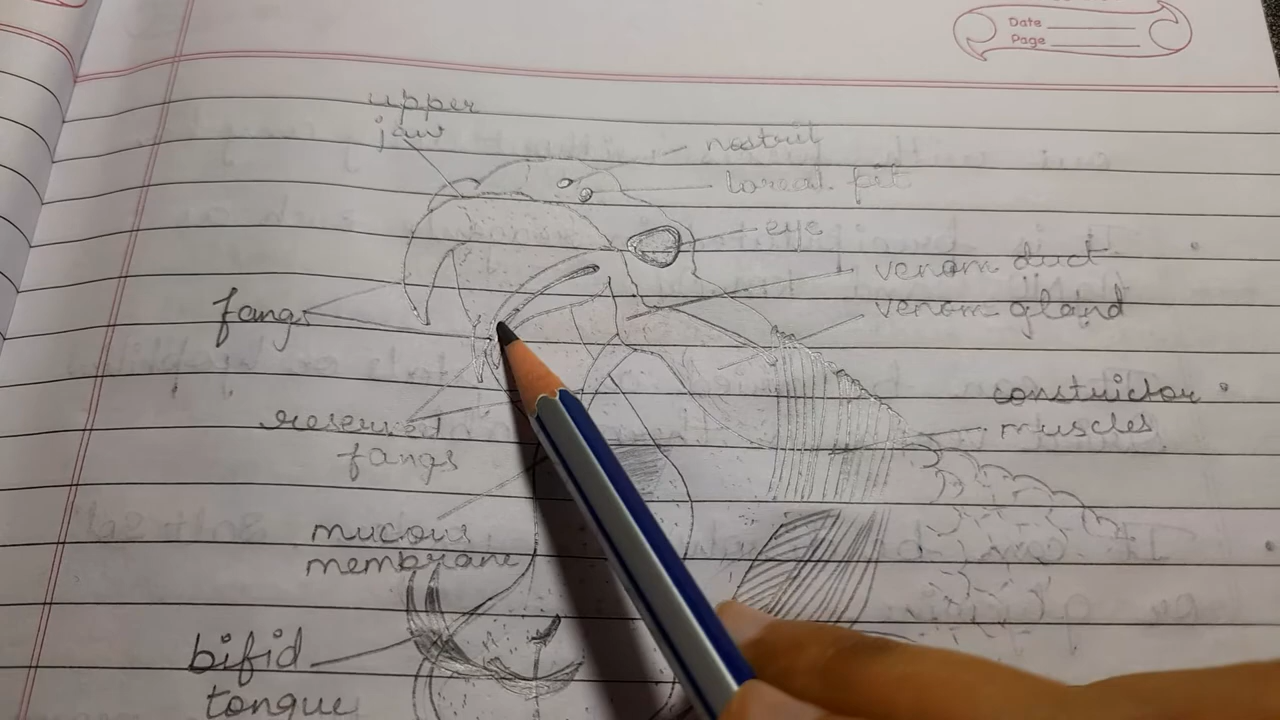 Date
Page
upper
jaw
nostril
loreal pit
eye
venom duct
venom gland
fangs
constrictor
muscles
reserved
fangs
mucous
membrane
bifid
tongue